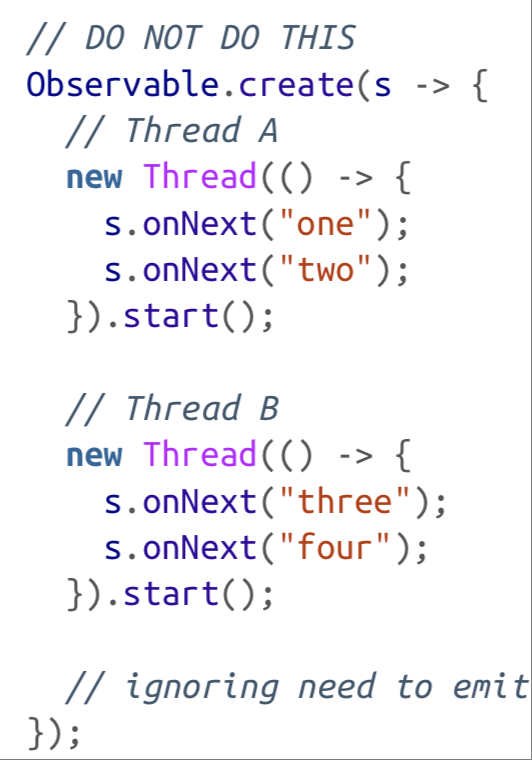 // DO NOT DO THIS
Observable.create(s -> {
// Thread A
new Thread(() -> {
s.onNext("one");
s.onNext("two");
}).start();
// Thread B
new Thread(() -> {
s.onNext("three");
s.onNext("four");
}).start();
// ignoring need to emit
});